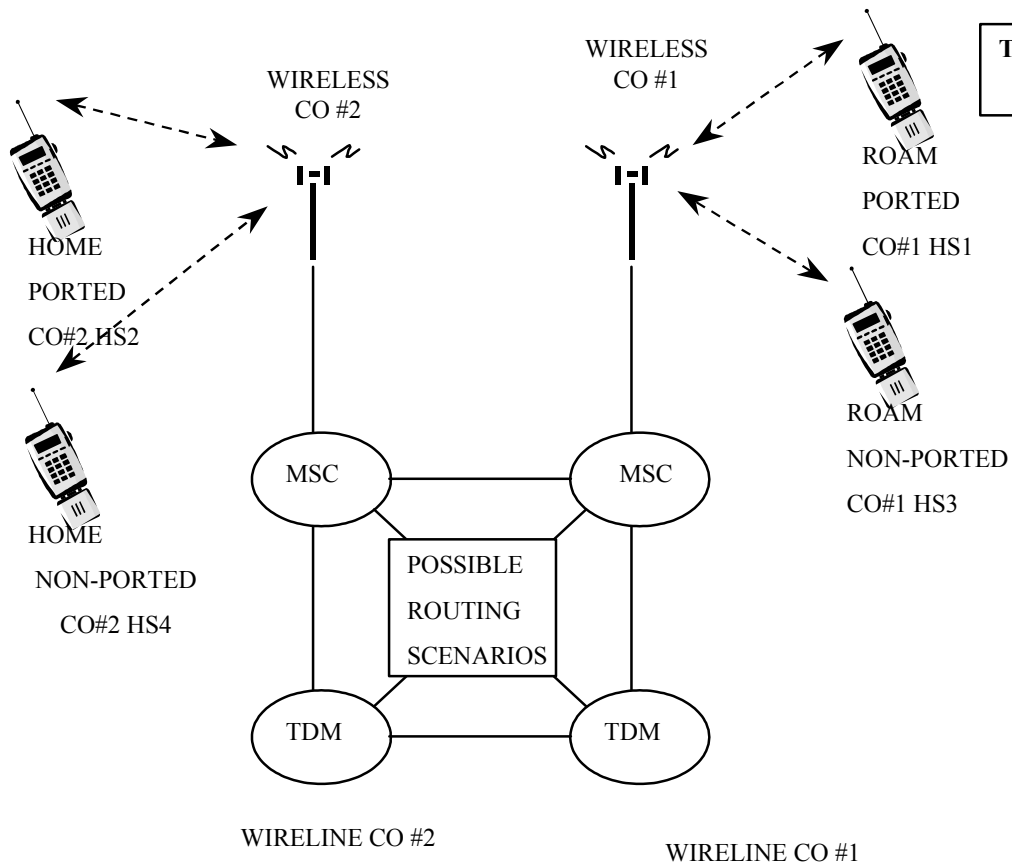 WIRELESS
CO #2
WIRELESS
CO #1
T
HOME
PORTED
CO#2 HS2
ROAM
PORTED
CO#1 HS1
HOME
NON-PORTED
CO#2 HS4
ROAM
NON-PORTED
CO#1 HS3
MSC
MSC
POSSIBLE
ROUTING
SCENARIOS
TDM
TDM
WIRELINE CO #2
WIRELINE CO #1